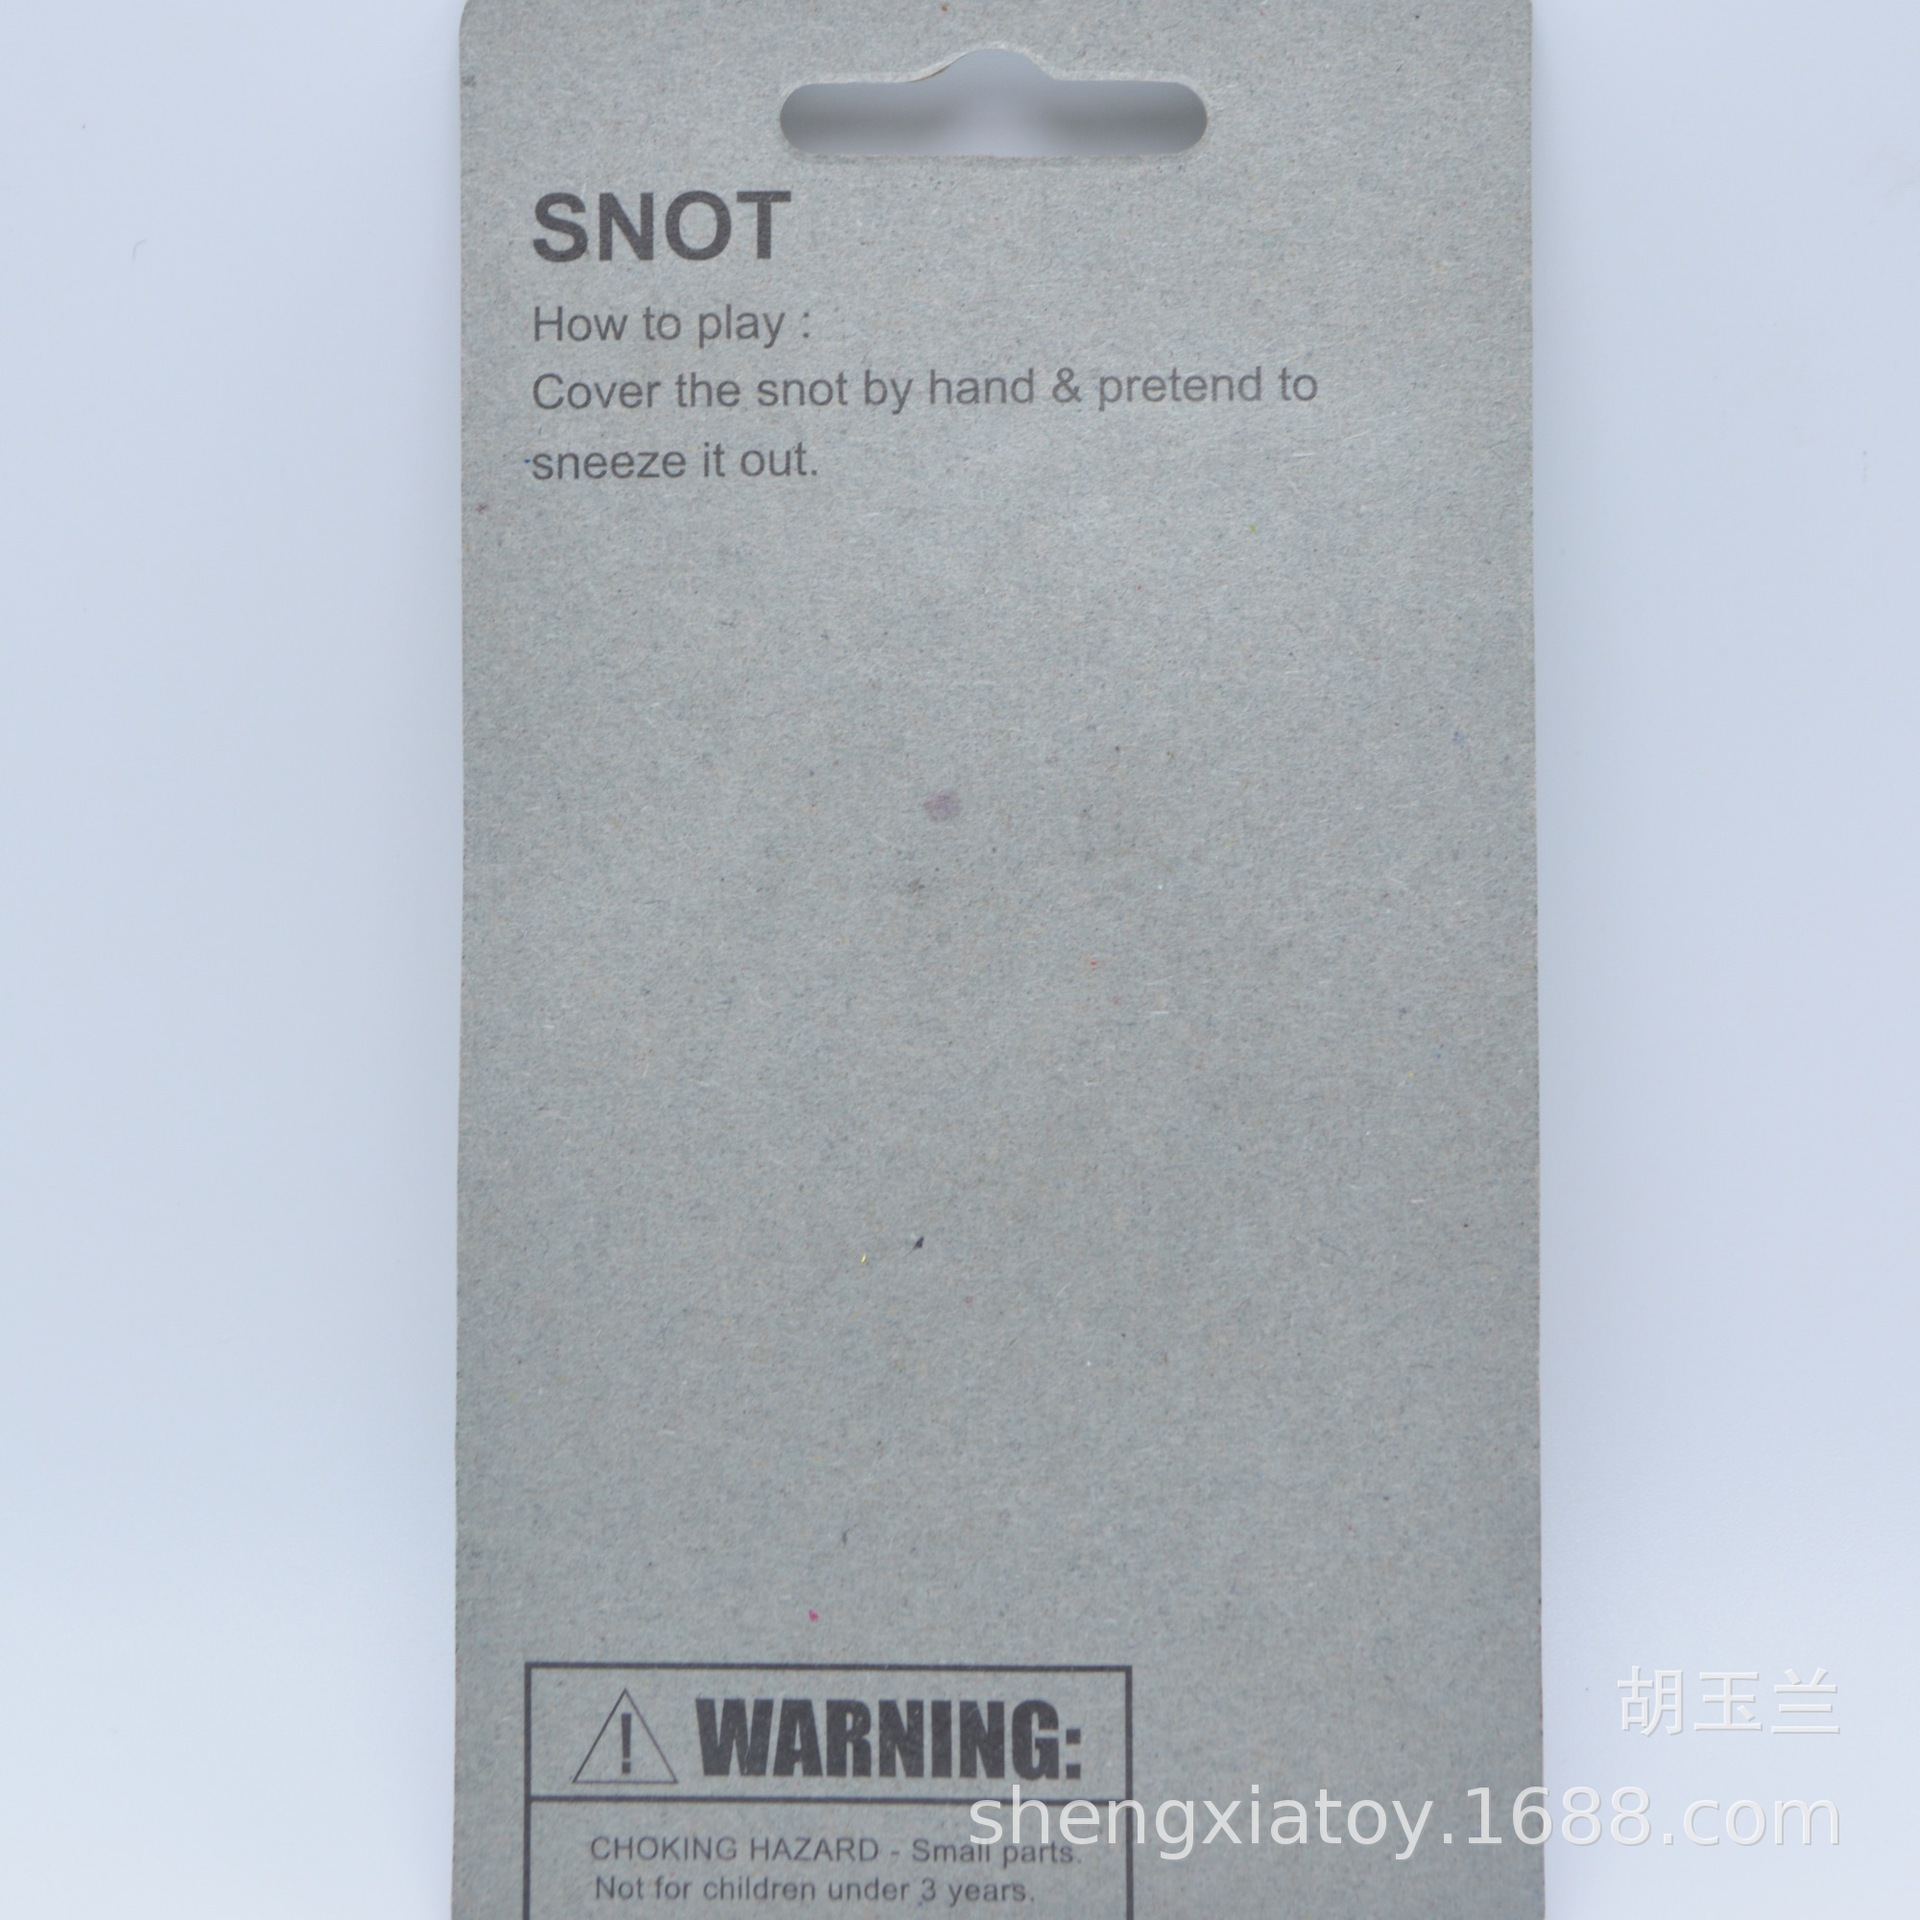 SNOT
How to play :
Cover the snot by hand & pretend to
sneeze it out.
! WARNING:
CHOKING HAZARD - Small parts.
Not for children under 3 years.
胡玉兰
shengxiatoy.1688.com